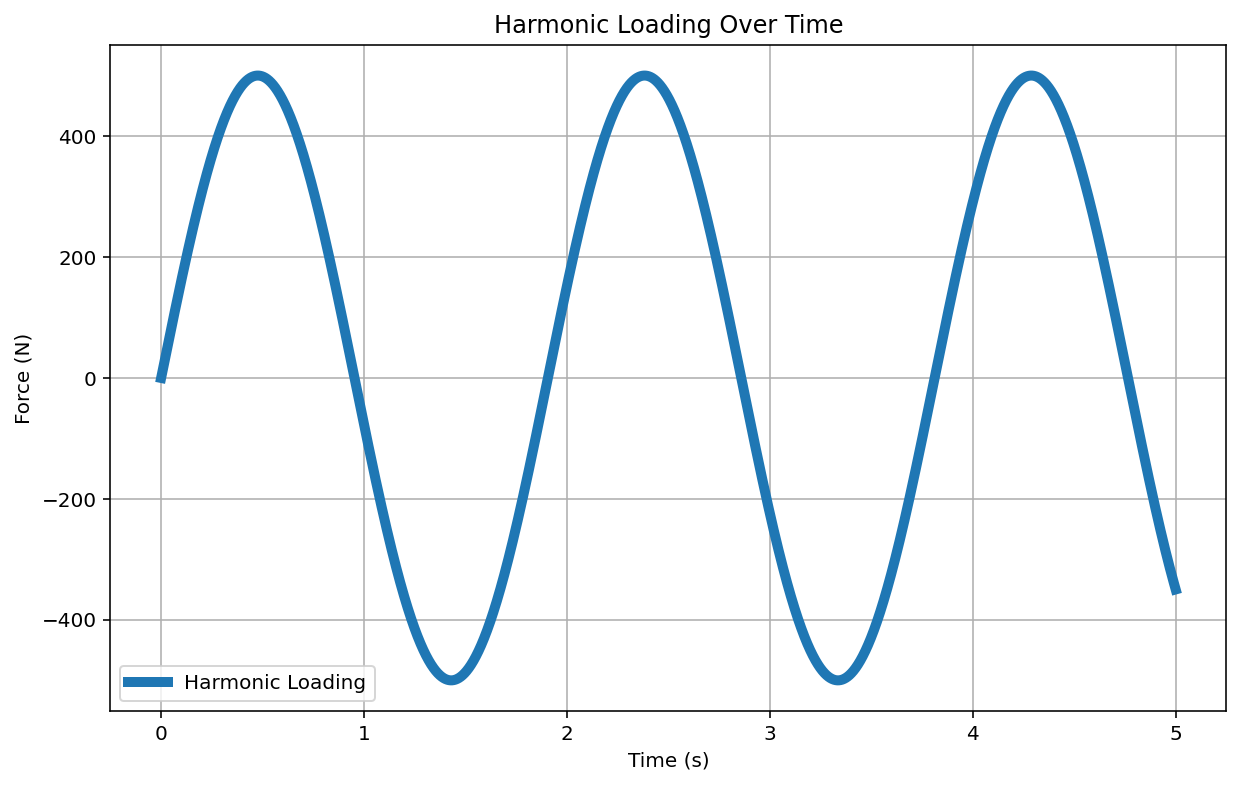 Harmonic Loading Over Time
Force (N)
400
200
0
−200
−400
Harmonic Loading
0 1 2 3 4 5
Time (s)